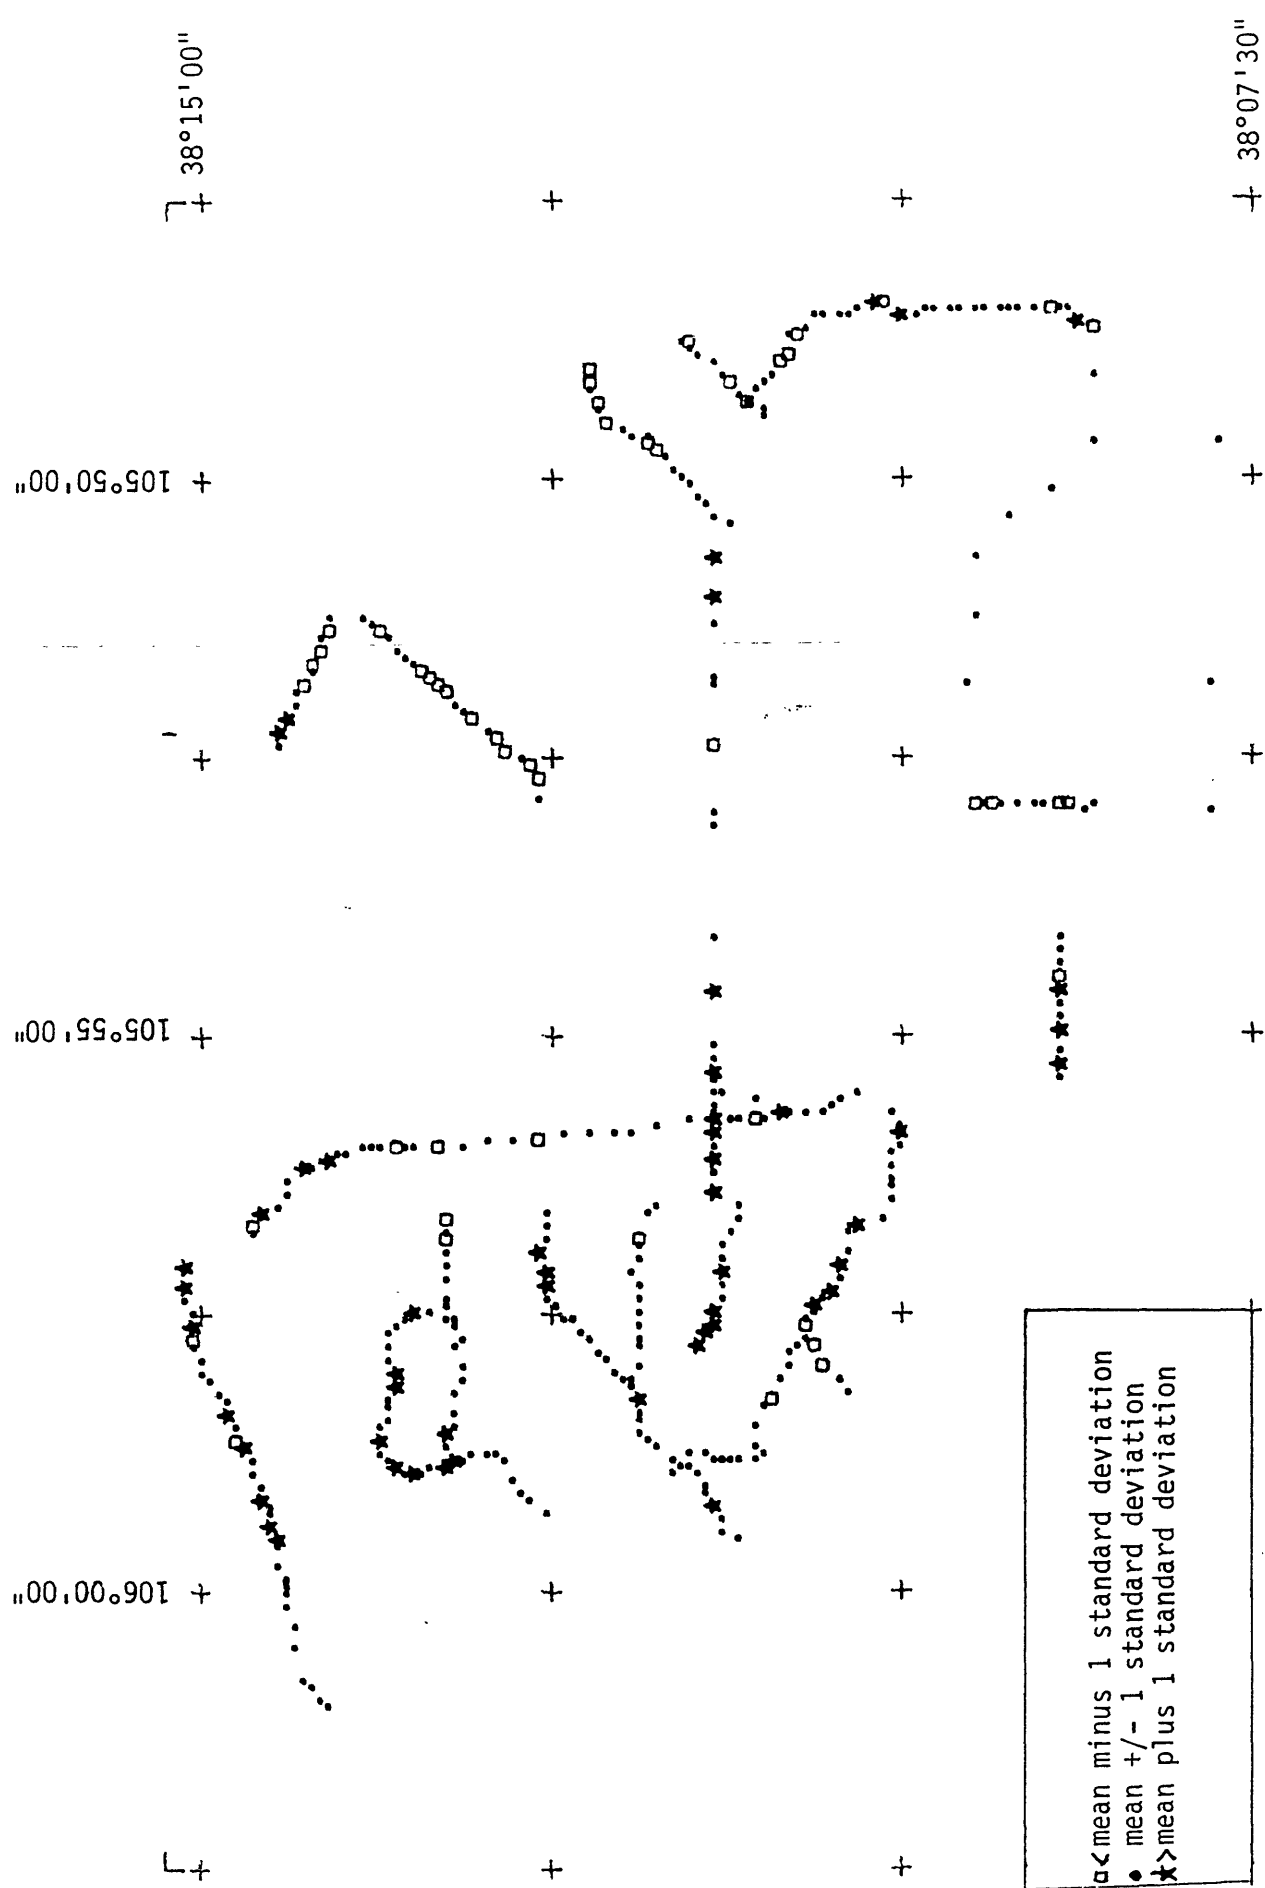 38°15'00"
38°07'30"
105°50'00"
105°55'00"
106°00'00"
□<mean minus 1 standard deviation
● mean +/- 1 standard deviation
★>mean plus 1 standard deviation